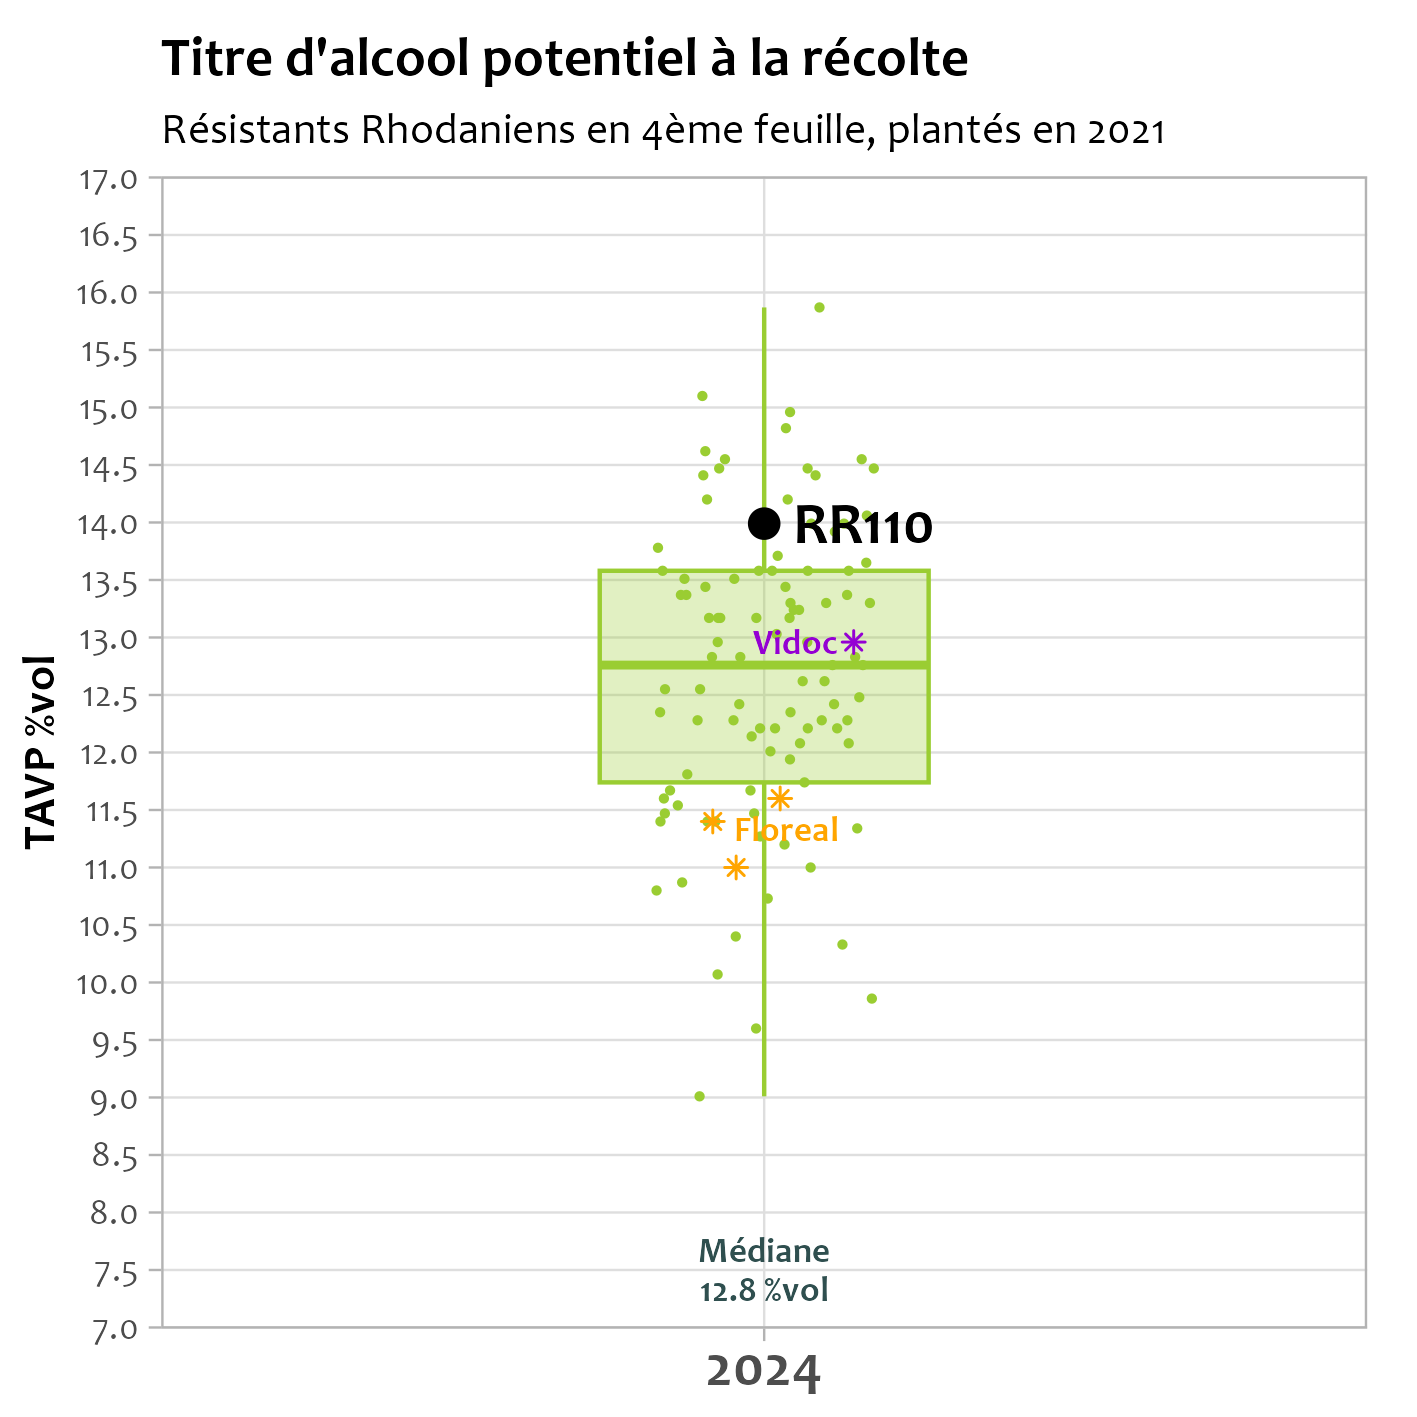 Titre d'alcool potentiel à la récolte
Résistants Rhodaniens en 4ème feuille, plantés en 2021
TAVP %vol
17.0
16.5
16.0
15.5
15.0
14.5
14.0
13.5
13.0
12.5
12.0
11.5
11.0
10.5
10.0
9.5
9.0
8.5
8.0
7.5
7.0
RR110
Vidoc
Floreal
Médiane
12.8 %vol
2024